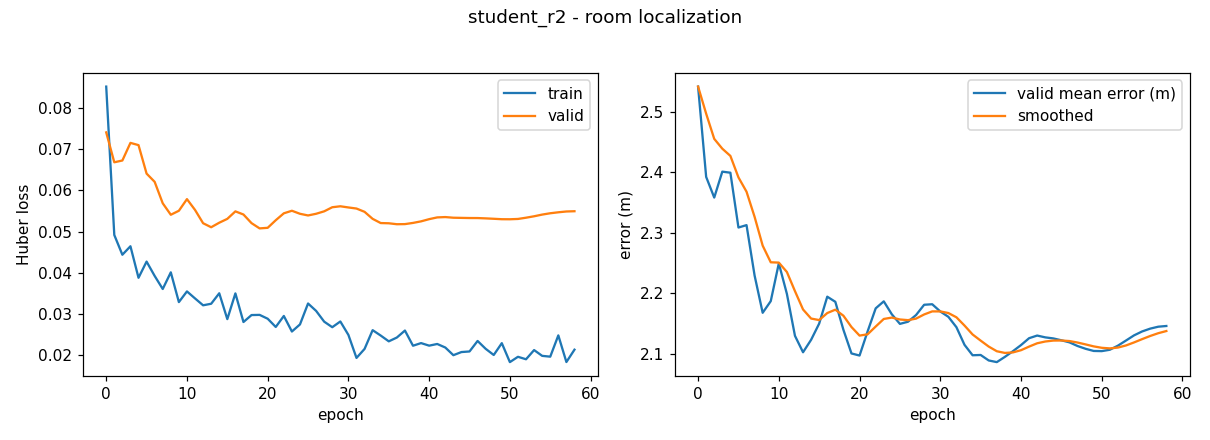 student_r2 - room localization
Huber loss
0.08
0.07
0.06
0.05
0.04
0.03
0.02
0
10
20
30
40
50
60
epoch
train
valid
error (m)
2.5
2.4
2.3
2.2
2.1
0
10
20
30
40
50
60
epoch
valid mean error (m)
smoothed